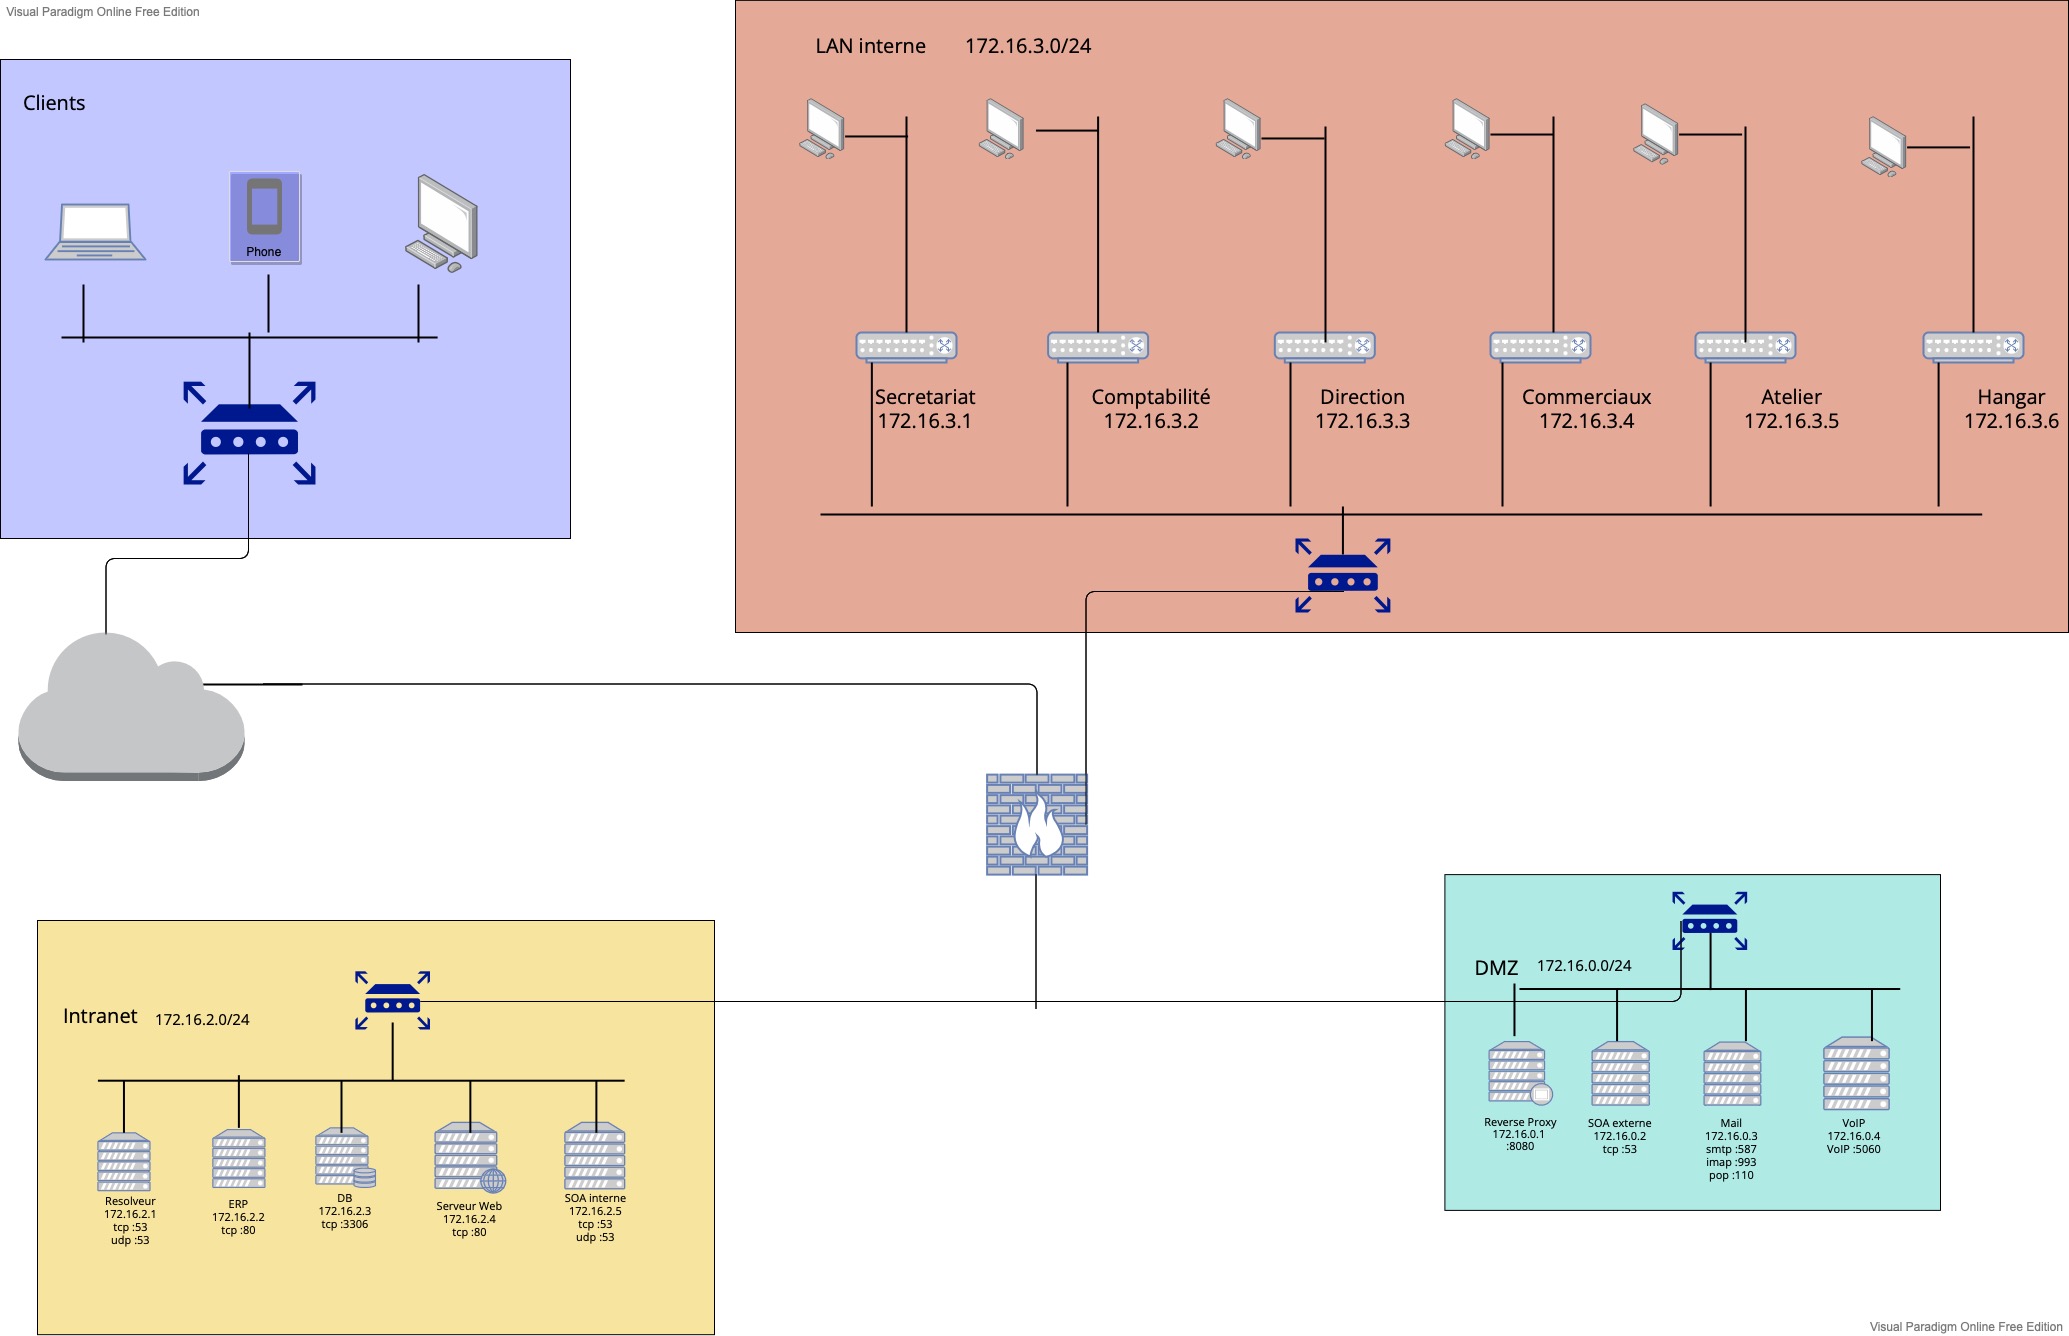 Visual Paradigm Online Free Edition
LAN interne 172.16.3.0/24
Clients
Phone
Secretariat
172.16.3.1
Comptabilité
172.16.3.2
Direction
172.16.3.3
Commerciaux
172.16.3.4
Atelier
172.16.3.5
Hangar
172.16.3.6
Intranet 172.16.2.0/24
Resolveur
172.16.2.1
tcp :53
udp :53
ERP
172.16.2.2
tcp :80
DB
172.16.2.3
tcp :3306
Serveur Web
172.16.2.4
tcp :80
SOA interne
172.16.2.5
tcp :53
udp :53
DMZ 172.16.0.0/24
Reverse Proxy
172.16.0.1
:8080
SOA externe
172.16.0.2
tcp :53
Mail
172.16.0.3
smtp :587
imap :993
pop :110
VoIP
172.16.0.4
VoIP :5060
Visual Paradigm Online Free Edition